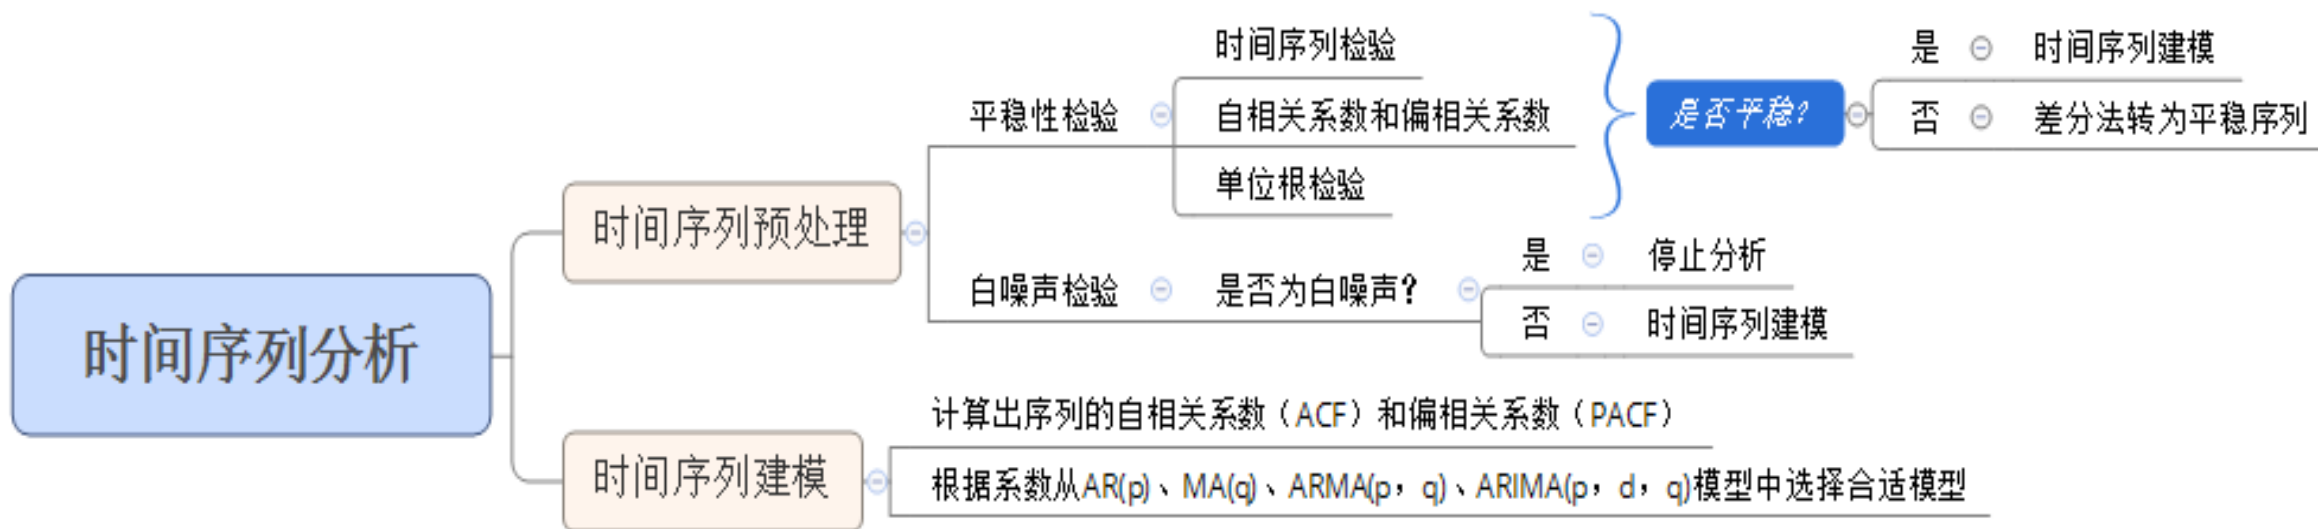 时间序列分析
时间序列预处理
平稳性检验
时间序列检验
自相关系数和偏相关系数
单位根检验
是否平稳?
是
时间序列建模
否
差分法转为平稳序列
白噪声检验
是否为白噪声?
是
停止分析
否
时间序列建模
时间序列建模
计算出序列的自相关系数（ACF）和偏相关系数（PACF）
根据系数从AR(p)、MA(q)、ARMA(p，q)、ARIMA(p，d，q)模型中选择合适模型